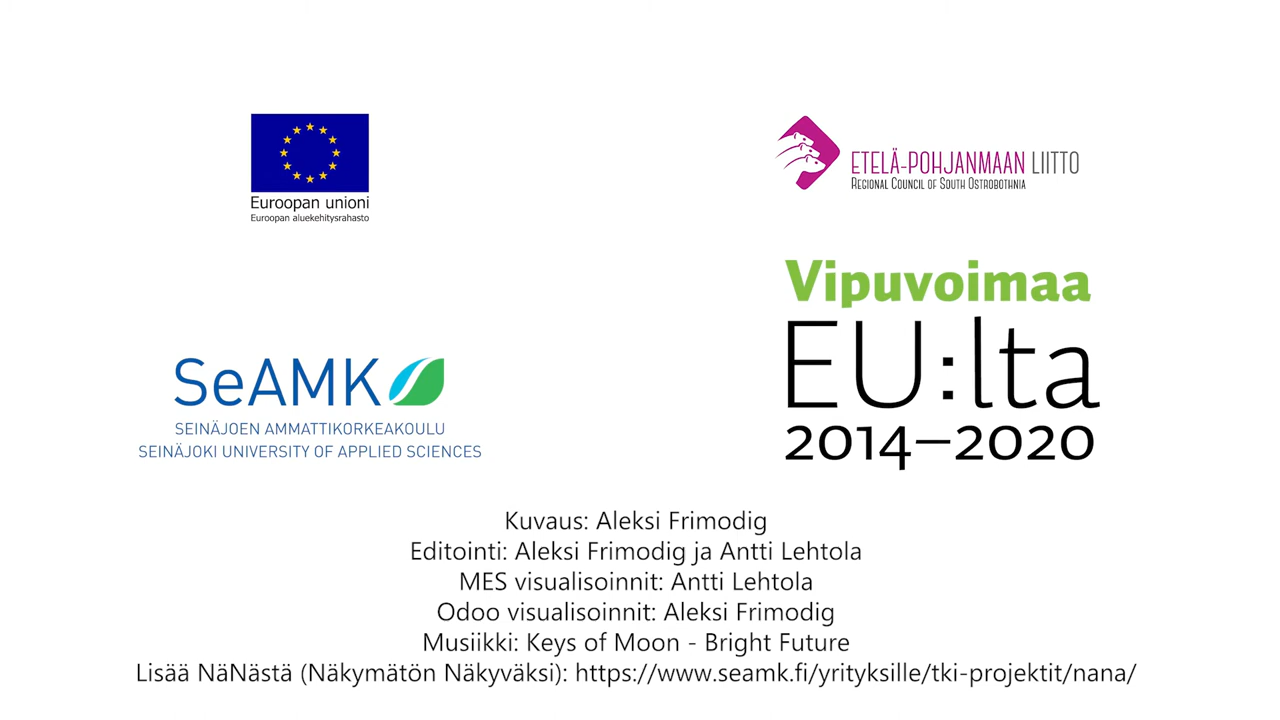 Euroopan unioni
Euroopan aluekehitysrahasto
ETELÄ-POHJANMAAN LIITTO
REGIONAL COUNCIL OF SOUTH OSTROBOTHNIA
SeAMK
SEINÄJOEN AMMATTIKORKEAKOULU
SEINÄJOKI UNIVERSITY OF APPLIED SCIENCES
Vipuvoimaa
EU:lta
2014–2020
Kuvaus: Aleksi Frimodig
Editointi: Aleksi Frimodig ja Antti Lehtola
MES visualisoinnit: Antti Lehtola
Odoo visualisoinnit: Aleksi Frimodig
Musiikki: Keys of Moon - Bright Future
Lisää NäNästä (Näkymätön Näkyväksi): https://www.seamk.fi/yrityksille/tki-projektit/nana/